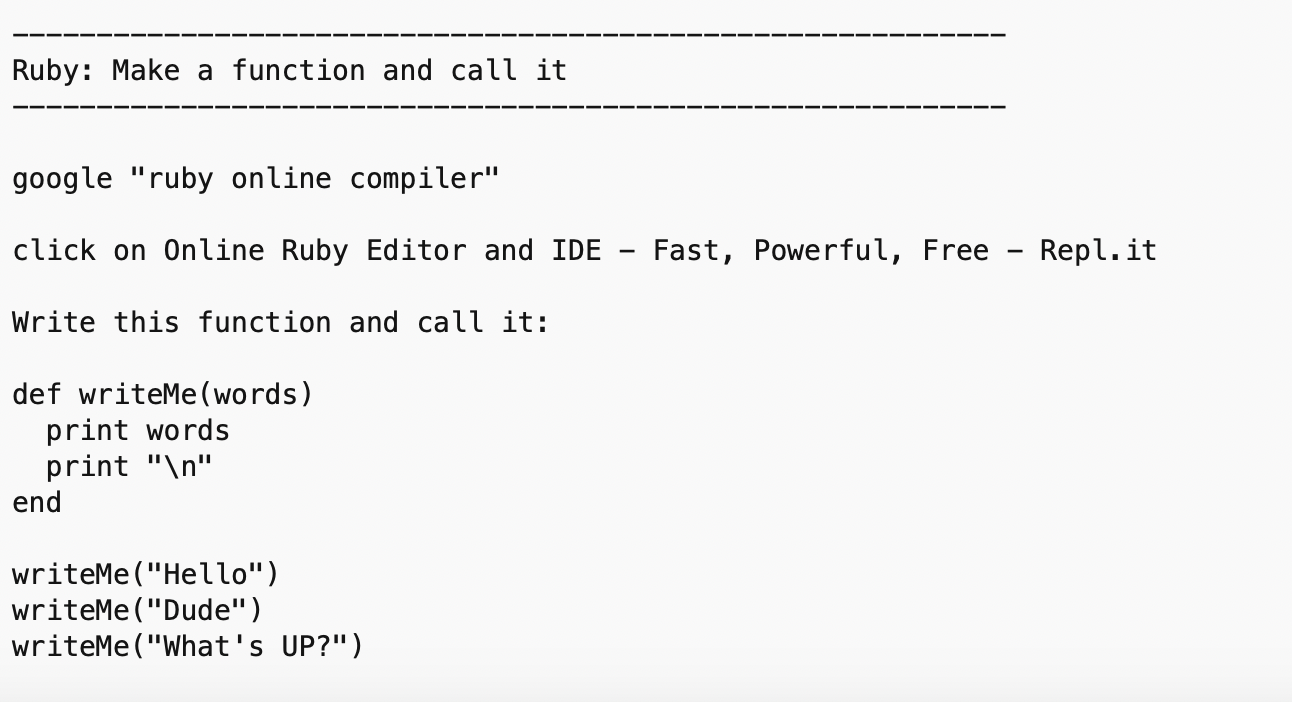 -----------------------------------------------------------
Ruby: Make a function and call it
-----------------------------------------------------------
google "ruby online compiler"
click on Online Ruby Editor and IDE - Fast, Powerful, Free - Repl.it
Write this function and call it:
def writeMe(words)
  print words
  print "\n"
end
writeMe("Hello")
writeMe("Dude")
writeMe("What's UP?")